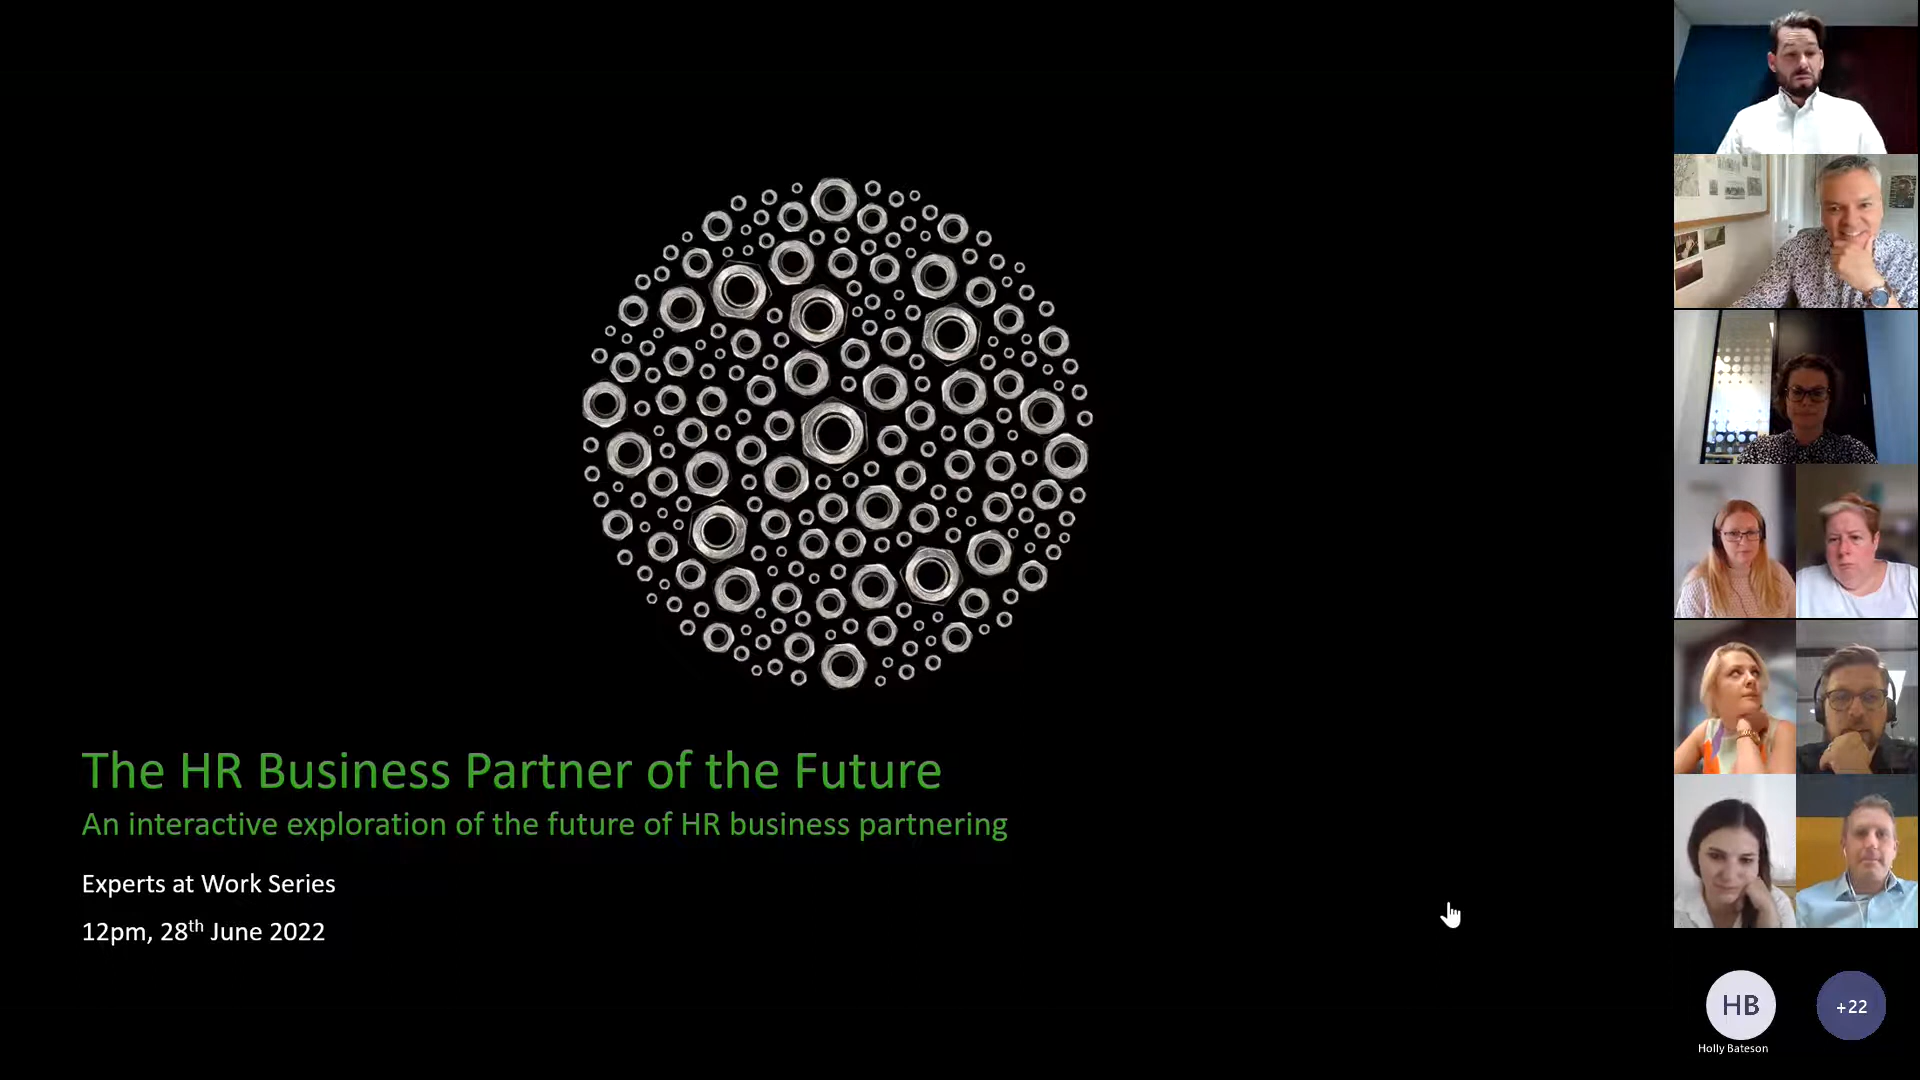 The HR Business Partner of the Future
An interactive exploration of the future of HR business partnering
Experts at Work Series
12pm, 28th June 2022
HB
Holly Bateson
+22